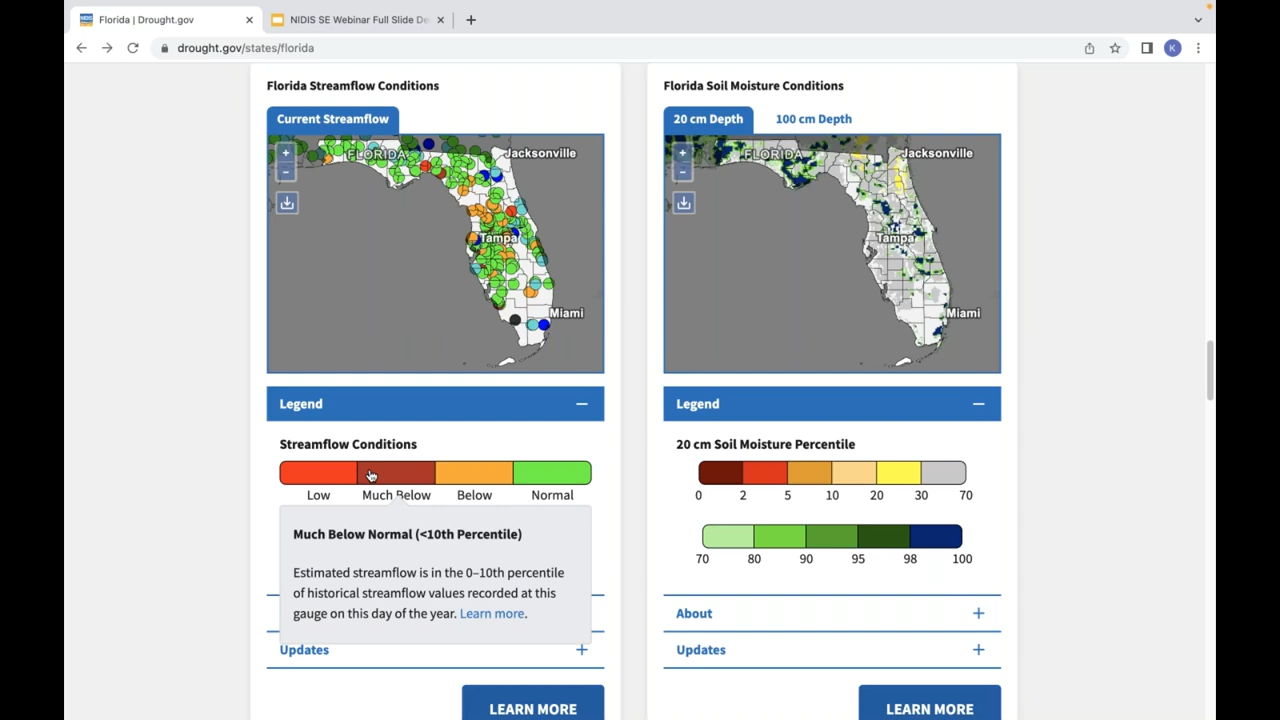 Florida | Drought.gov
NIDIS SE Webinar Full Slide De
drought.gov/states/florida
K
Florida Streamflow Conditions
Current Streamflow
FLORIDA
Jacksonville
Tampa
Miami
Legend
Streamflow Conditions
Low
Much Below
Below
Normal
Much Below Normal (<10th Percentile)
Estimated streamflow is in the 0–10th percentile
of historical streamflow values recorded at this
gauge on this day of the year. Learn more.
Updates
LEARN MORE
Florida Soil Moisture Conditions
20 cm Depth
100 cm Depth
FLORIDA
Jacksonville
Tampa
Miami
Legend
20 cm Soil Moisture Percentile
0 2 5 10 20 30 70
70 80 90 95 98 100
About
Updates
LEARN MORE